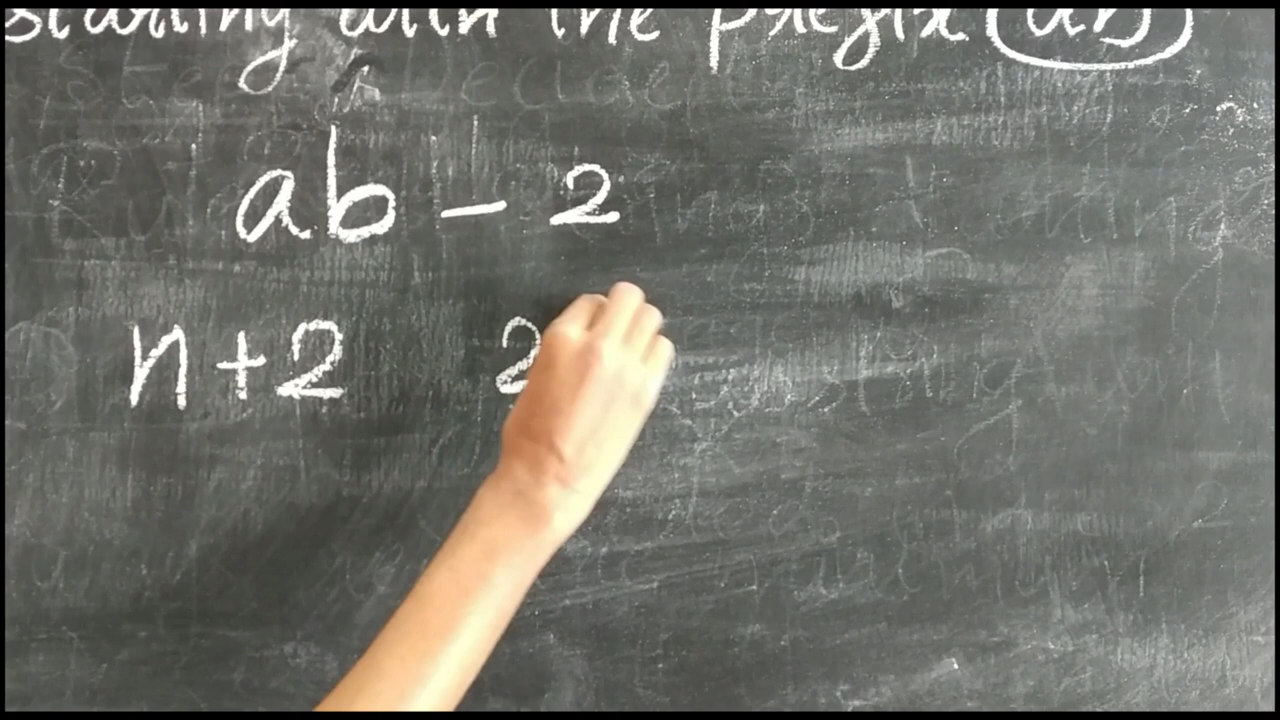 starting with the prefix ab
ab - 2
n+2 2